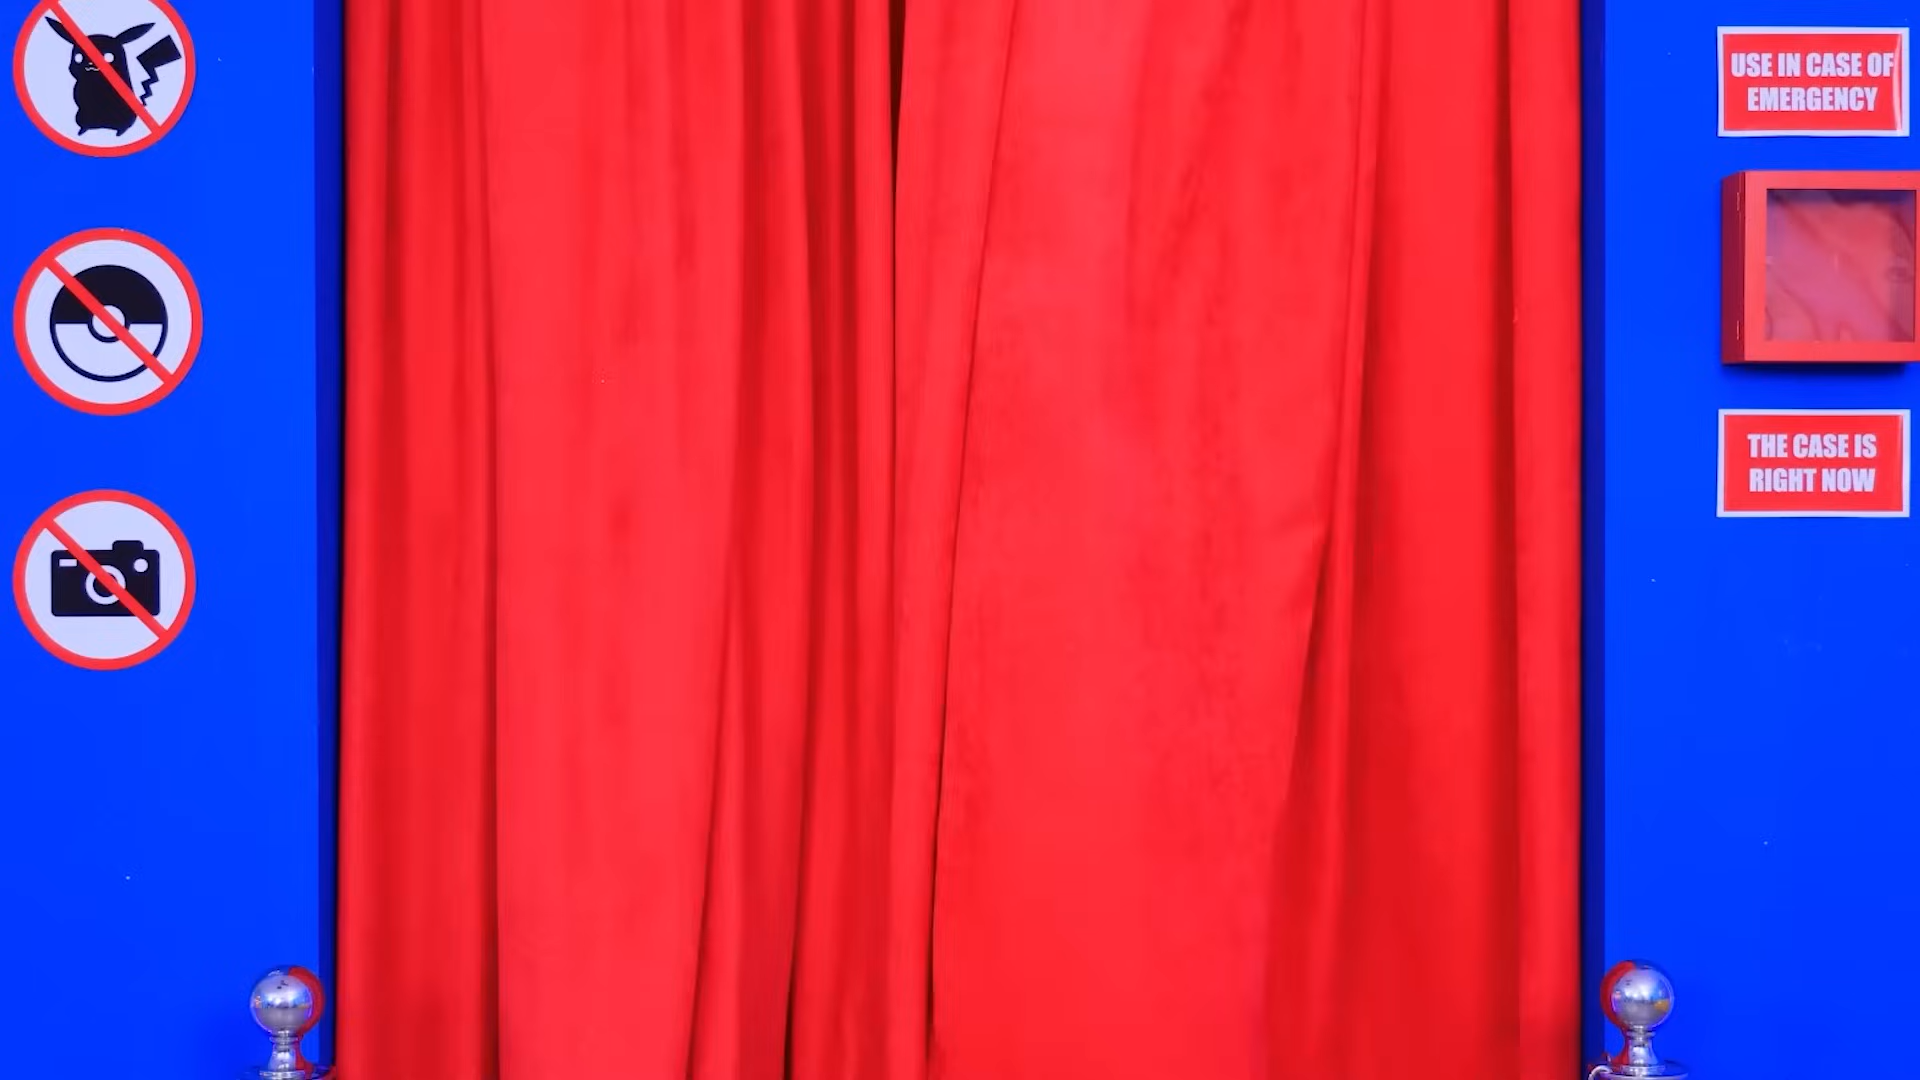 USE IN CASE OF
EMERGENCY
THE CASE IS
RIGHT NOW